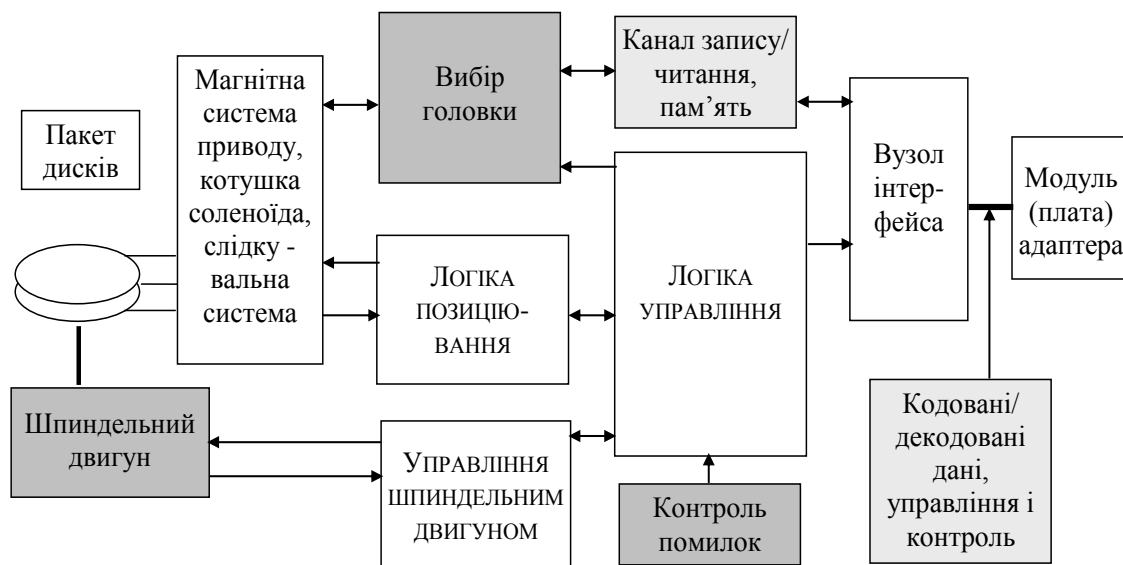 Пакет
дисків
Магнітна
система
приводу,
котушка
соленоїда,
слідку -
вальна
система
Вибір
головки
Канал запису/
читання,
пам’ять
Вузол
інтер-
фейса
Модуль
(плата)
адаптера
Логіка
позицію-
вання
Логіка
управління
Шпиндельний
двигун
Управління
шпиндельним
двигуном
Контроль
помилок
Кодовані/
декодовані
дані,
управління і
контроль